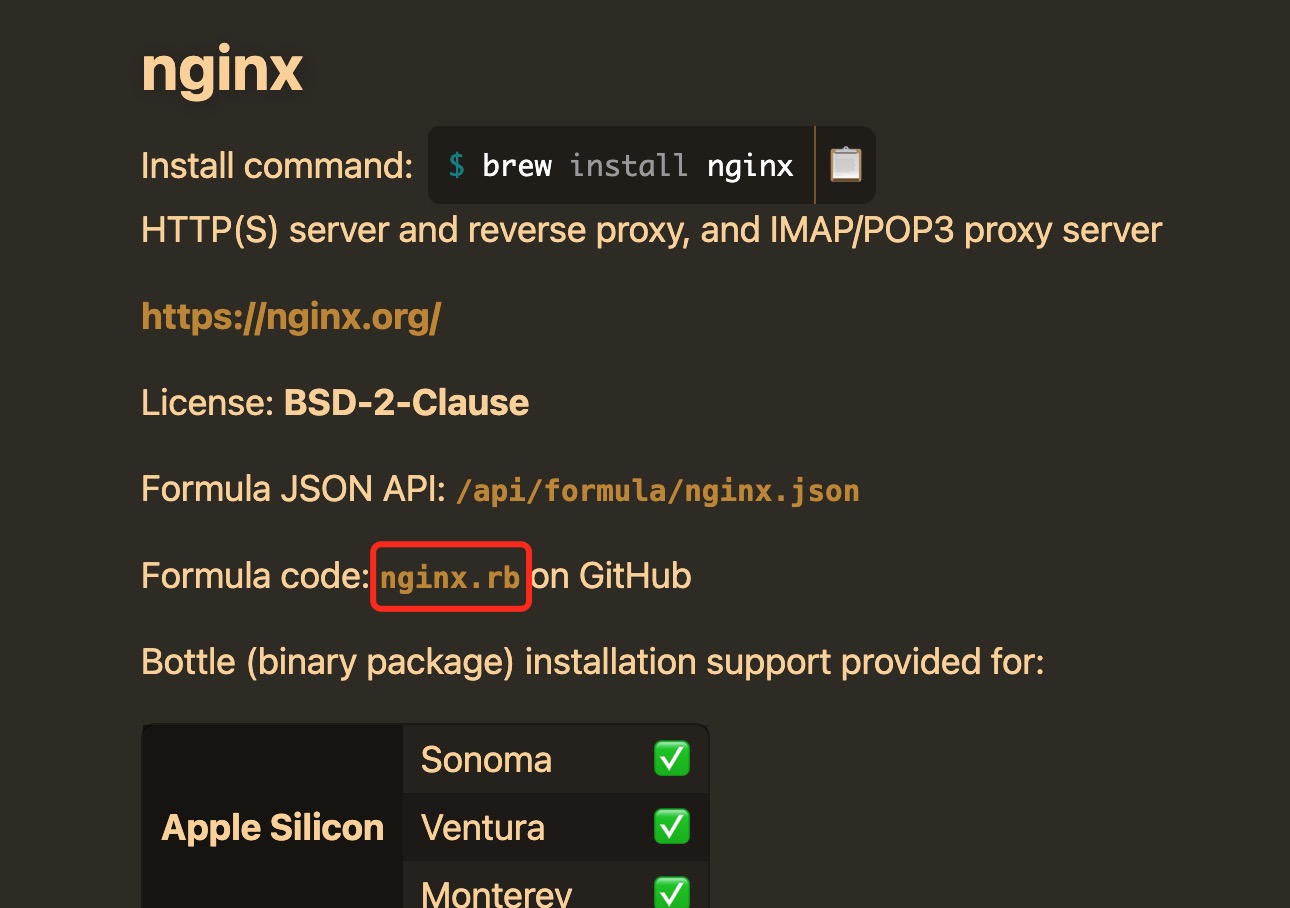 nginx
Install command: $ brew install nginx
HTTP(S) server and reverse proxy, and IMAP/POP3 proxy server
https://nginx.org/
License: BSD-2-Clause
Formula JSON API: /api/formula/nginx.json
Formula code: nginx.rb on GitHub
Bottle (binary package) installation support provided for:
Sonoma ✅
Apple Silicon Ventura ✅
Monterey ✅